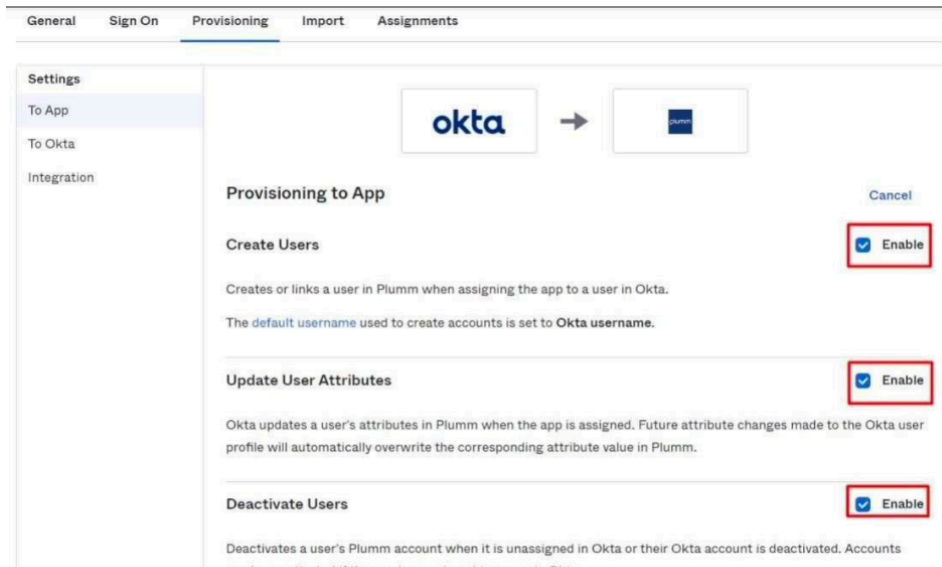 General Sign On Provisioning Import Assignments
Settings
To App
To Okta
Integration
okta
plumm
Provisioning to App
Cancel
Create Users
Enable
Creates or links a user in Plumm when assigning the app to a user in Okta.
The default username used to create accounts is set to Okta username.
Update User Attributes
Enable
Okta updates a user's attributes in Plumm when the app is assigned. Future attribute changes made to the Okta user
profile will automatically overwrite the corresponding attribute value in Plumm.
Deactivate Users
Enable
Deactivates a user's Plumm account when it is unassigned in Okta or their Okta account is deactivated. Accounts